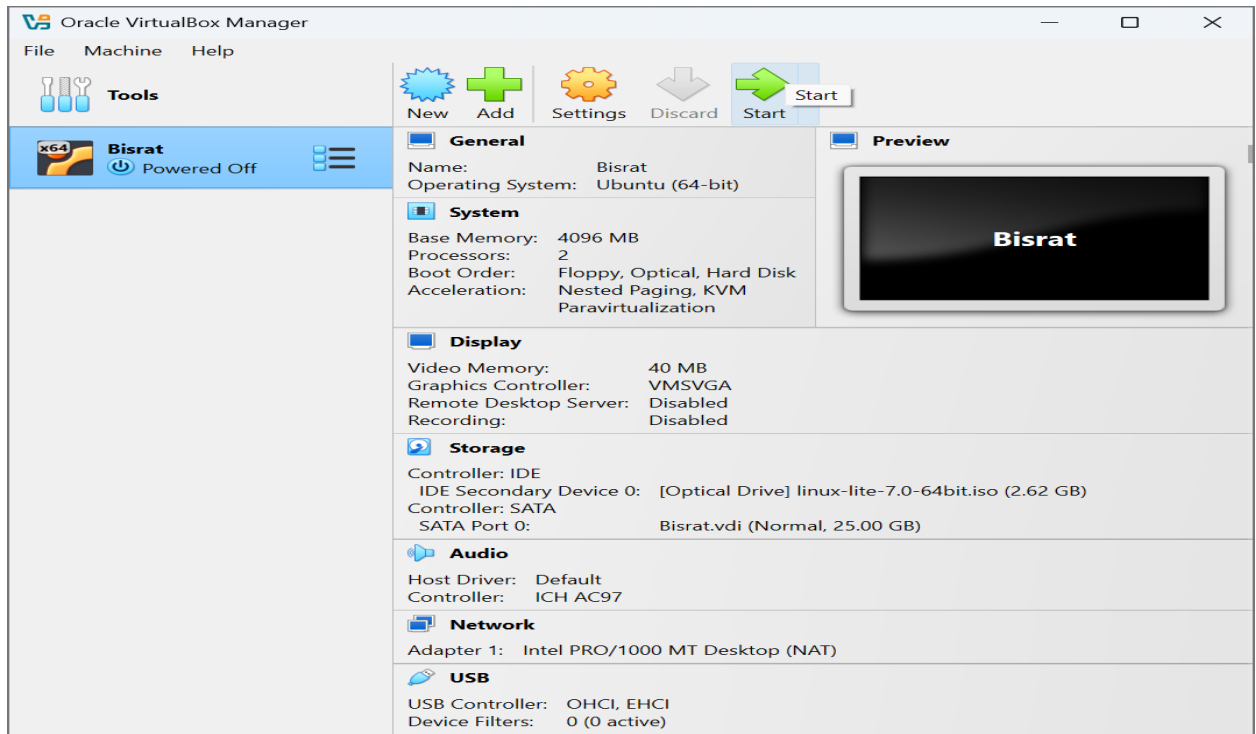 Oracle VirtualBox Manager
File Machine Help
Tools
New Add Settings Discard Start
Start
x64
Bisrat
Powered Off
General
Name: Bisrat
Operating System: Ubuntu (64-bit)
System
Base Memory: 4096 MB
Processors: 2
Boot Order: Floppy, Optical, Hard Disk
Acceleration: Nested Paging, KVM
Paravirtualization
Preview
Bisrat
Display
Video Memory: 40 MB
Graphics Controller: VMSVGA
Remote Desktop Server: Disabled
Recording: Disabled
Storage
Controller: IDE
IDE Secondary Device 0: [Optical Drive] linux-lite-7.0-64bit.iso (2.62 GB)
Controller: SATA
SATA Port 0: Bisrat.vdi (Normal, 25.00 GB)
Audio
Host Driver: Default
Controller: ICH AC97
Network
Adapter 1: Intel PRO/1000 MT Desktop (NAT)
USB
USB Controller: OHCI, EHCI
Device Filters: 0 (0 active)